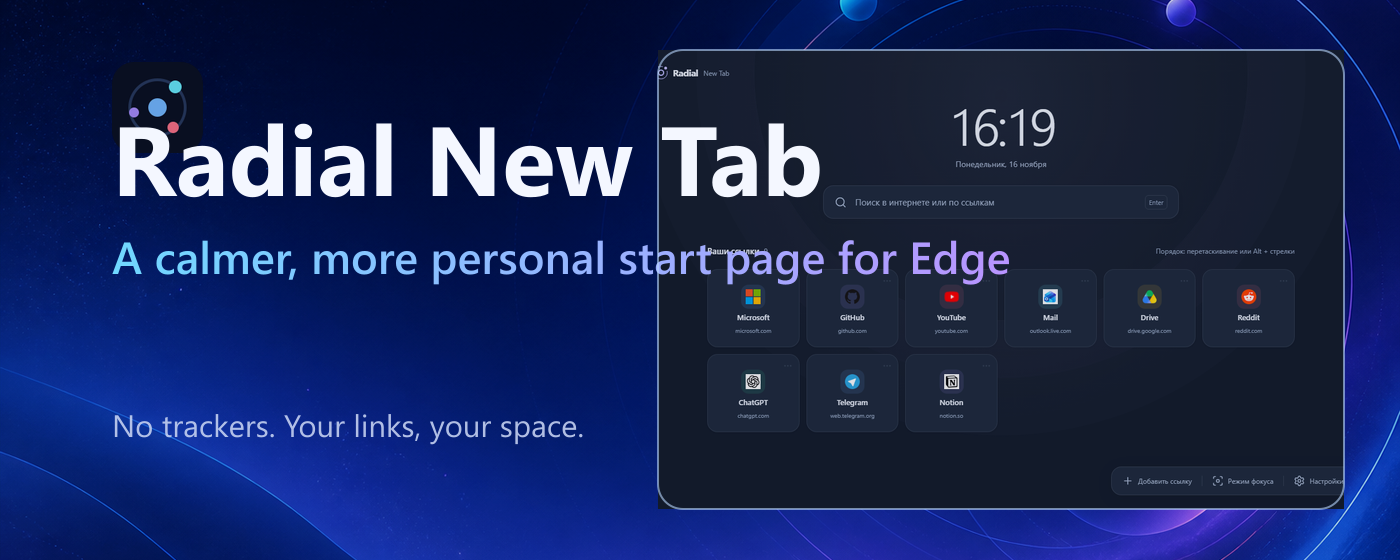 Radial New Tab
A calmer, more personal start page for Edge
No trackers. Your links, your space.
Radial New Tab
16:19
Понедельник, 16 ноября
Поиск в интернете или по ссылкам
Enter
Ваши ссылки
Порядок: перетаскивание или Alt + стрелки
Microsoft
microsoft.com
GitHub
github.com
YouTube
youtube.com
Mail
outlook.live.com
Drive
drive.google.com
Reddit
reddit.com
ChatGPT
chatgpt.com
Telegram
web.telegram.org
Notion
notion.so
Добавить ссылку
Режим фокуса
Настройки